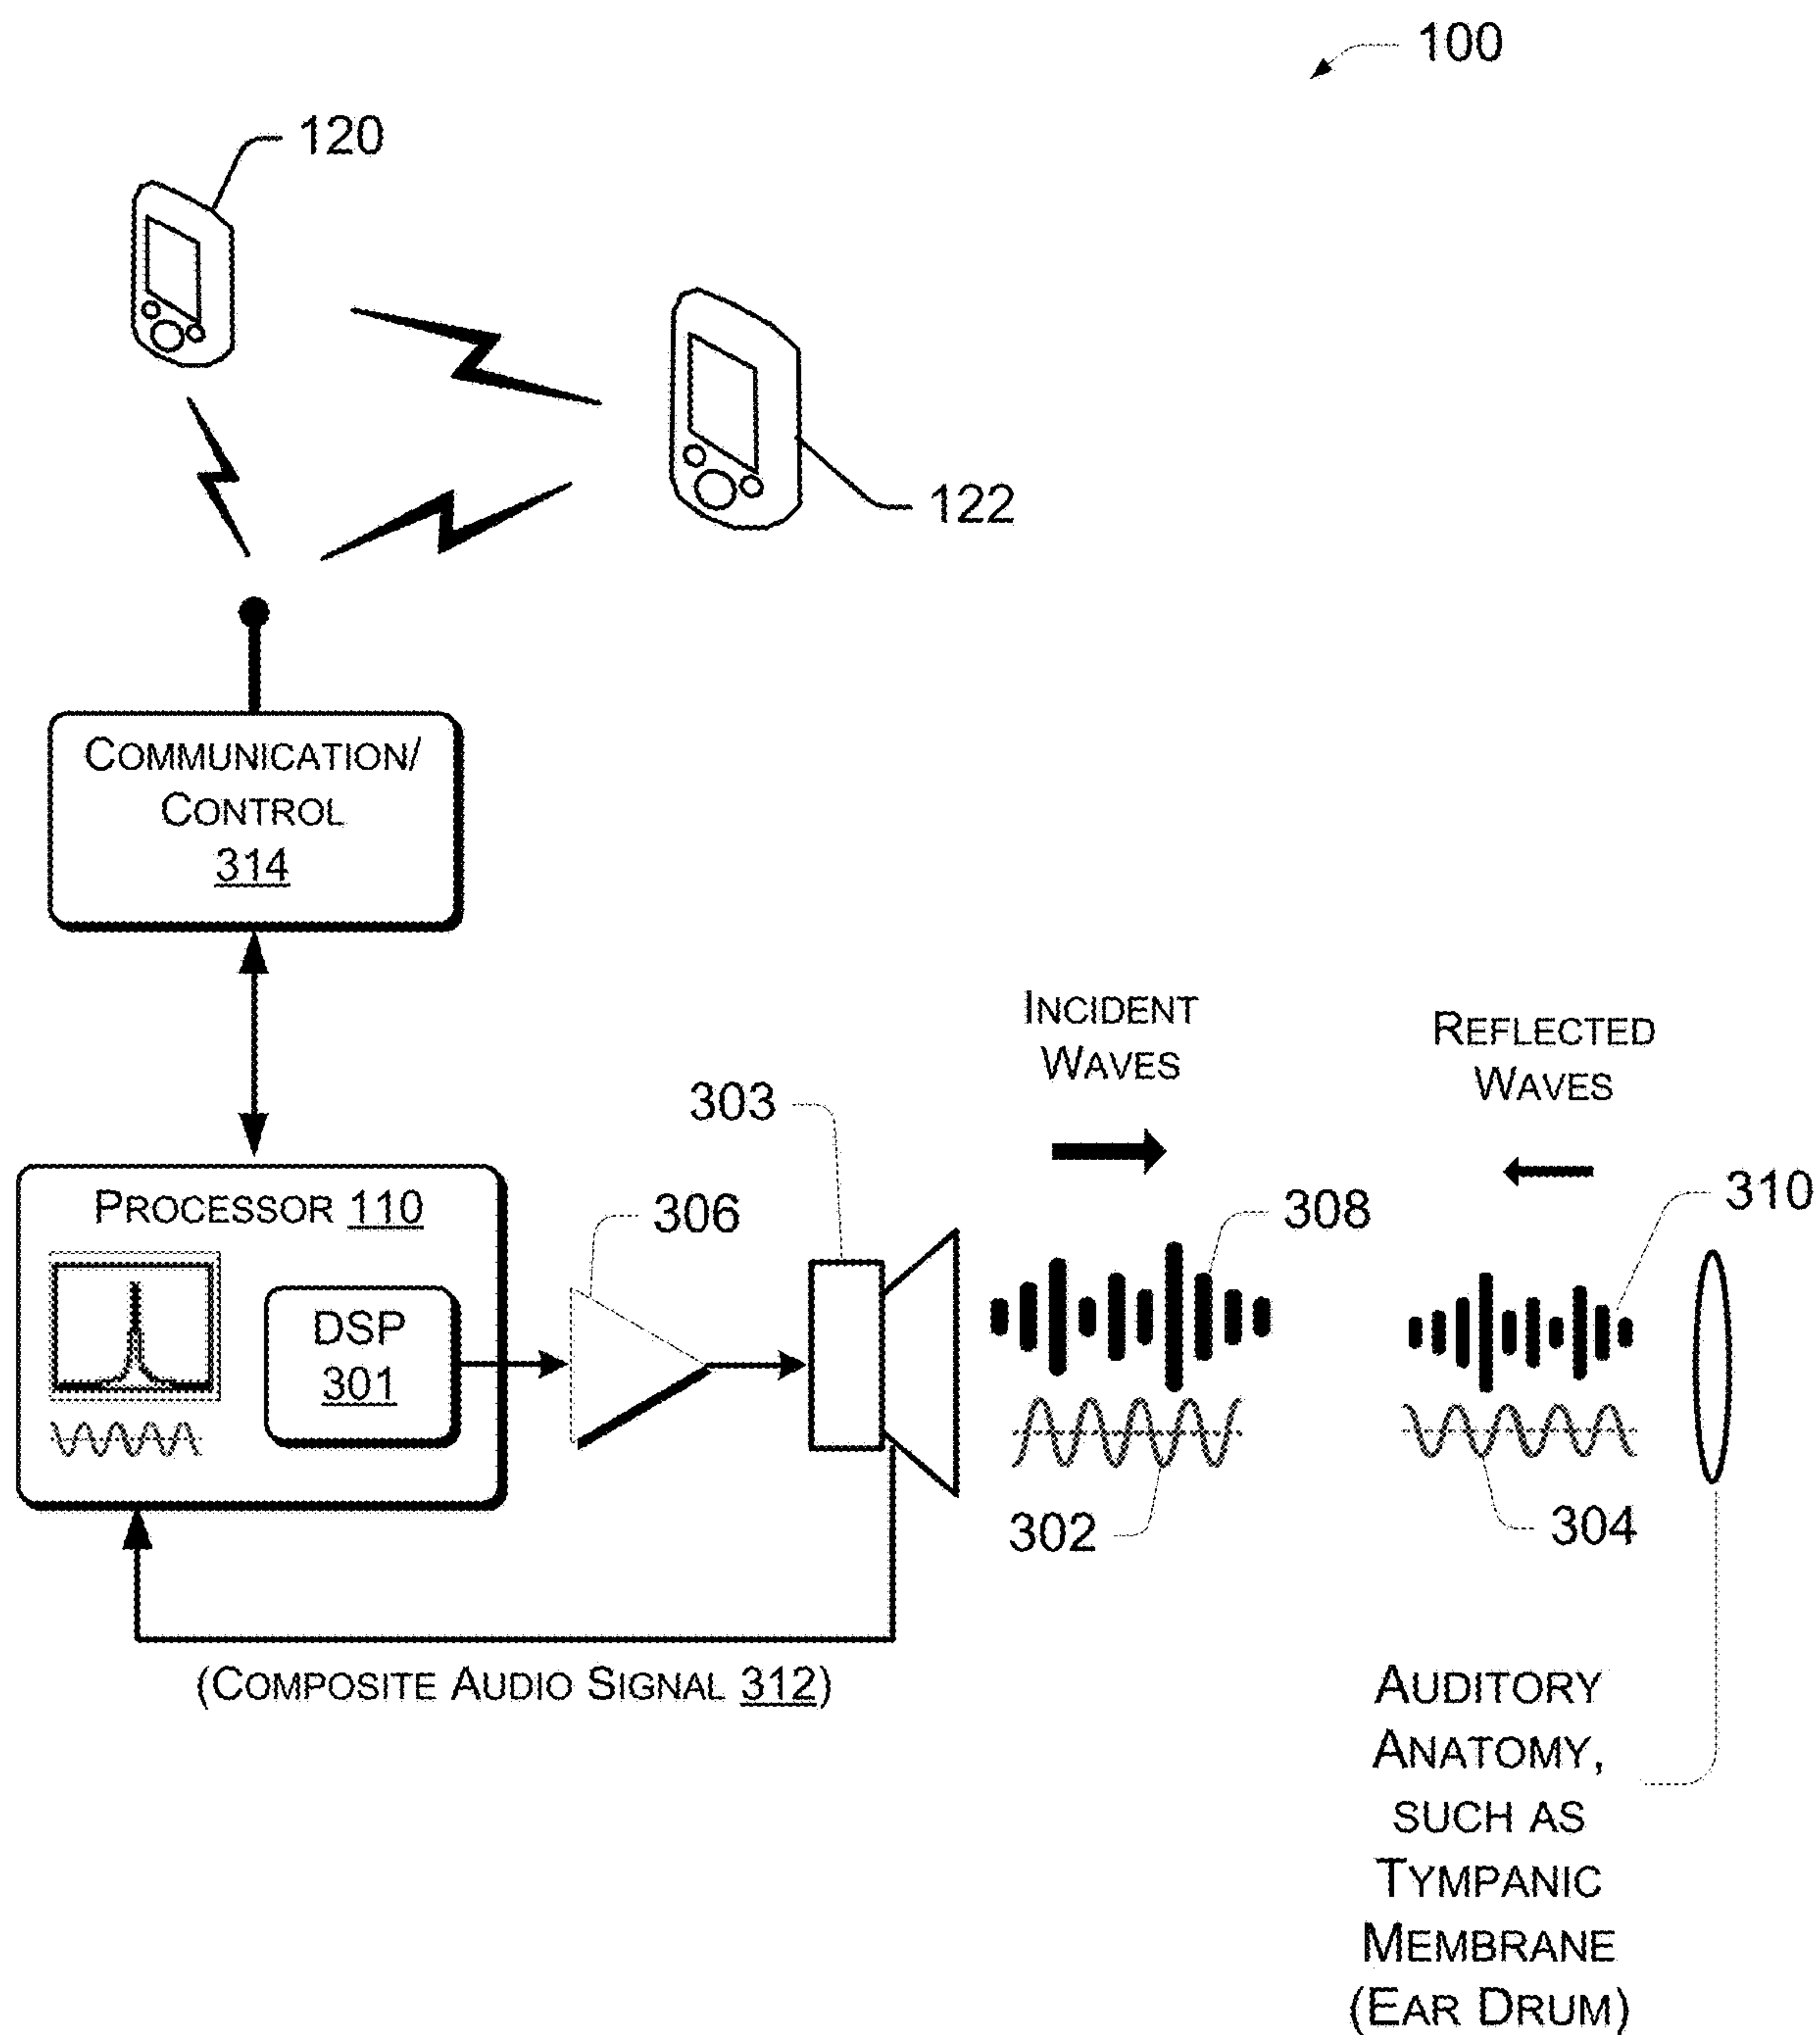 100
120
122
COMMUNICATION/
CONTROL
314
INCIDENT
WAVES
REFLECTED
WAVES
303
PROCESSOR 110
306
308
310
DSP
301
302
304
(COMPOSITE AUDIO SIGNAL 312)
AUDITORY
ANATOMY,
SUCH AS
TYMPANIC
MEMBRANE
(EAR DRUM)